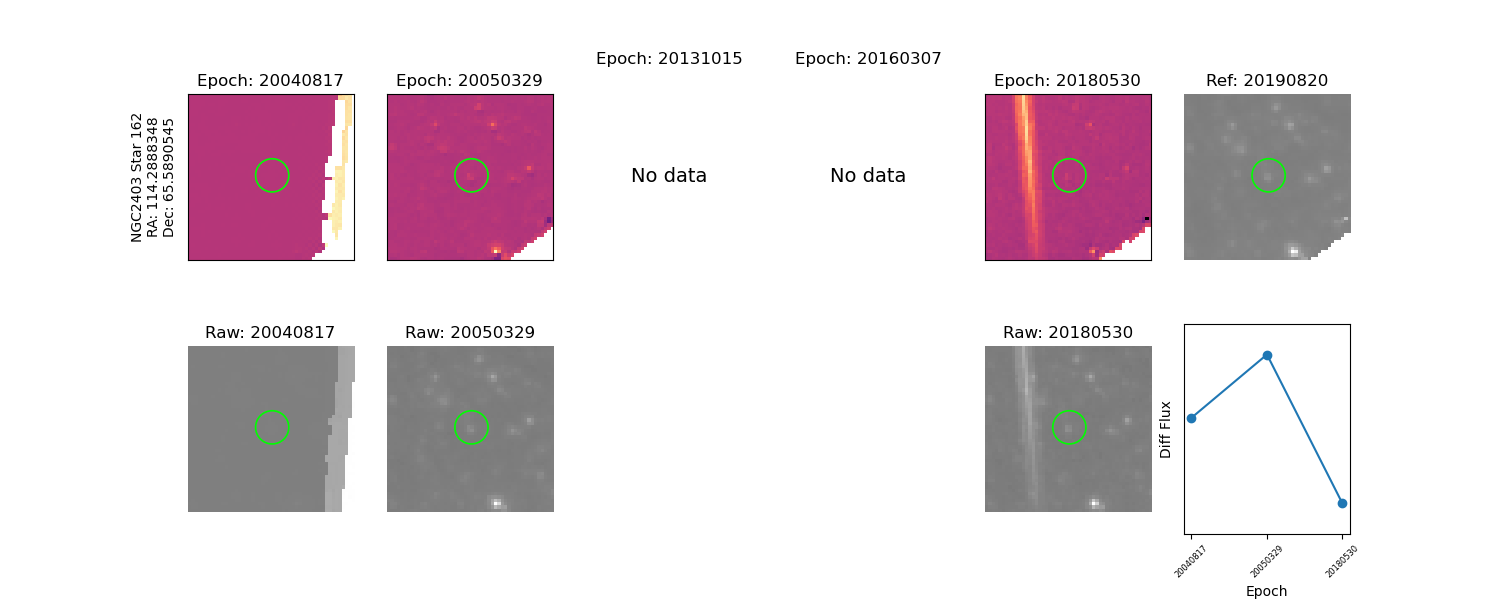 Epoch: 20131015
Epoch: 20160307
Epoch: 20040817
Epoch: 20050329
Epoch: 20180530
Ref: 20190820
NGC2403 Star 162
RA: 114.2888348
Dec: 65.5890545
No data
No data
Raw: 20040817
Raw: 20050329
Raw: 20180530
Diff Flux
20040817
20050329
20180530
Epoch